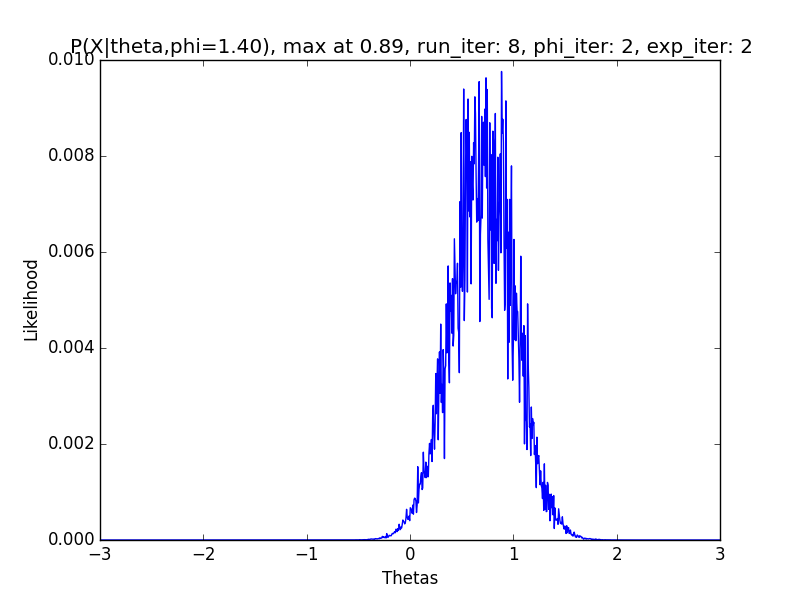 P(X|theta,phi=1.40), max at 0.89, run_iter: 8, phi_iter: 2, exp_iter: 2
0.010
0.008
0.006
0.004
0.002
0.000
Likelihood
−3 −2 −1 0 1 2 3
Thetas